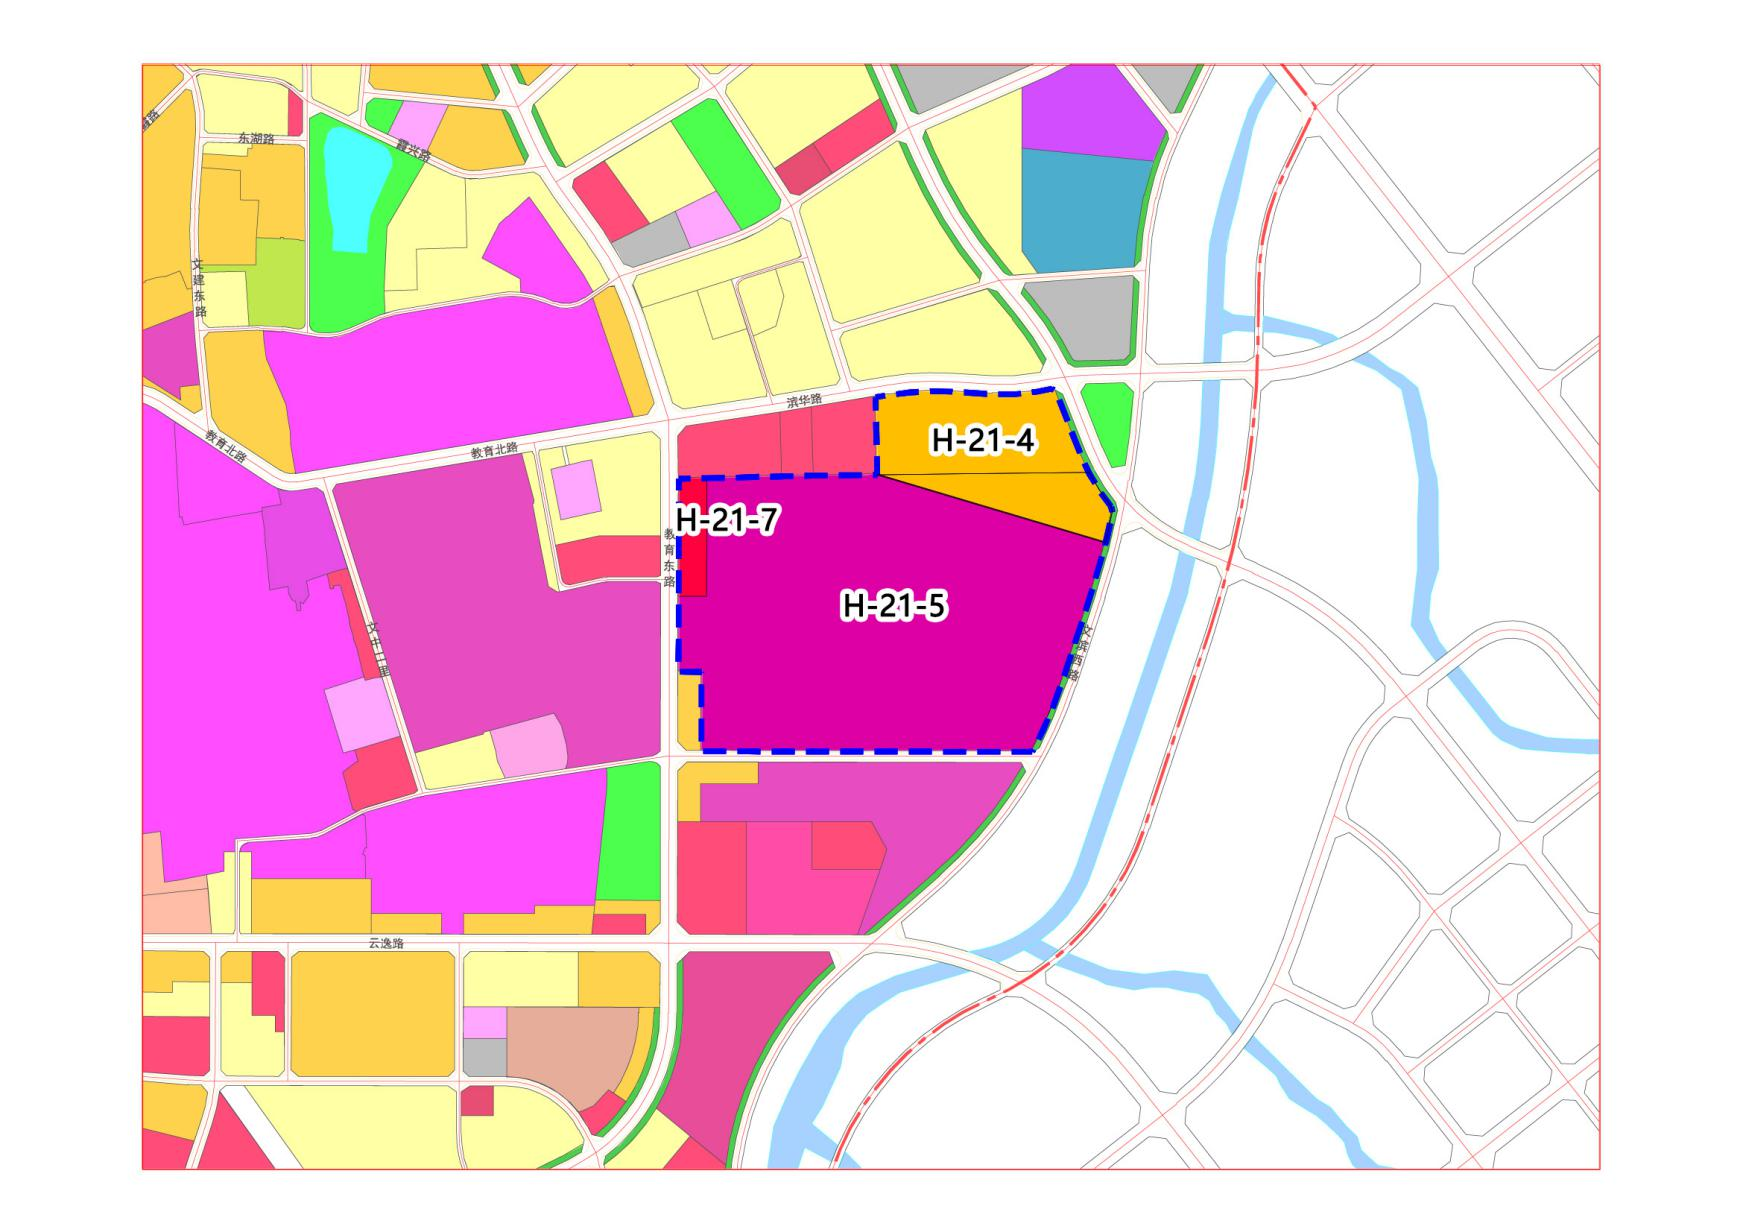 东湖路
霞兴路
文建东路
滨华路
教育北路
教育北路
H-21-4
H-21-7
教育东路
H-21-5
文滨西路
云逸路